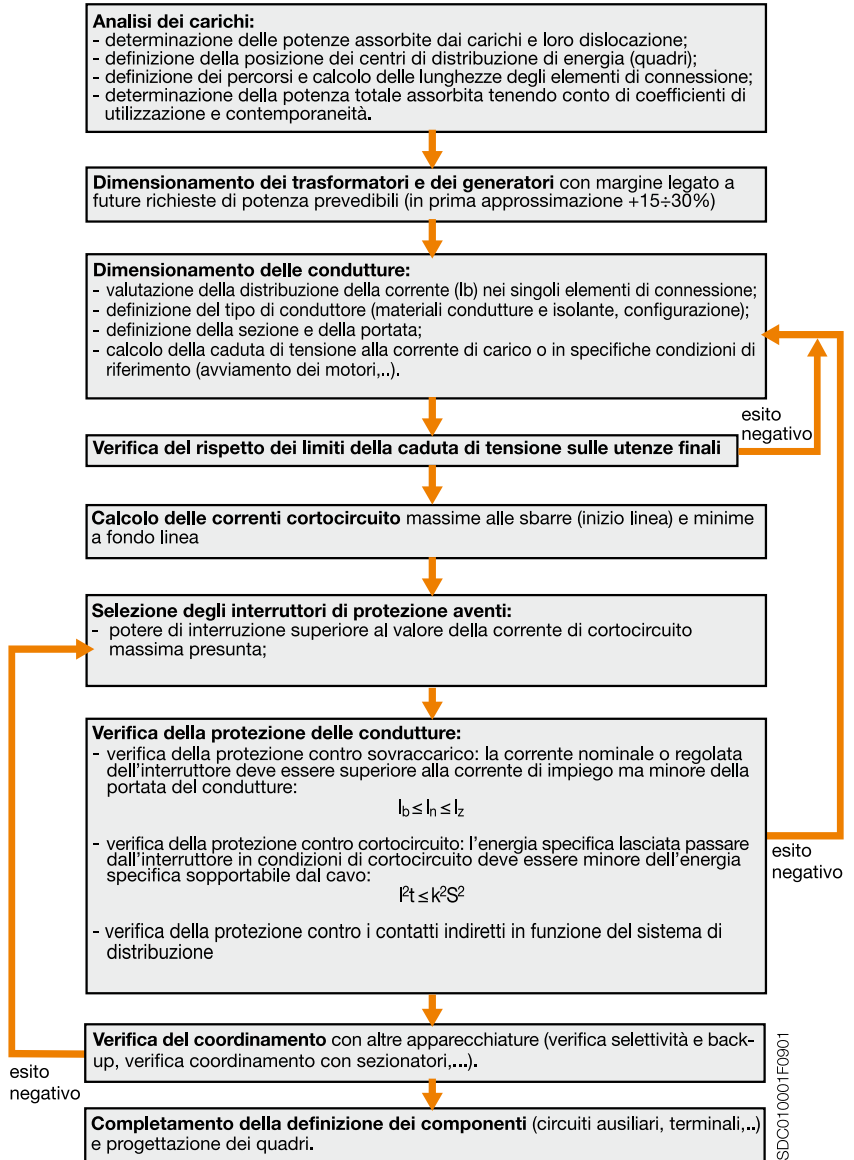 Analisi dei carichi:
- determinazione delle potenze assorbite dai carichi e loro dislocazione;
- definizione della posizione dei centri di distribuzione di energia (quadri);
- definizione dei percorsi e calcolo delle lunghezze degli elementi di connessione;
- determinazione della potenza totale assorbita tenendo conto di coefficienti di
utilizzazione e contemporaneità.
Dimensionamento dei trasformatori e dei generatori con margine legato a
future richieste di potenza prevedibili (in prima approssimazione +15÷30%)
Dimensionamento delle condutture:
- valutazione della distribuzione della corrente (Ib) nei singoli elementi di connessione;
- definizione del tipo di conduttore (materiali condutture e isolante, configurazione);
- definizione della sezione e della portata;
- calcolo della caduta di tensione alla corrente di carico o in specifiche condizioni di
riferimento (avviamento dei motori,..).
esito
negativo
Verifica del rispetto dei limiti della caduta di tensione sulle utenze finali
Calcolo delle correnti cortocircuito massime alle sbarre (inizio linea) e minime
a fondo linea
Selezione degli interruttori di protezione aventi:
- potere di interruzione superiore al valore della corrente di cortocircuito
massima presunta;
Verifica della protezione delle condutture:
- verifica della protezione contro sovraccarico: la corrente nominale o regolata
dell'interruttore deve essere superiore alla corrente di impiego ma minore della
portata del condutture:
I_b ≤ I_n ≤ I_z
- verifica della protezione contro cortocircuito: l'energia specifica lasciata passare
dall'interruttore in condizioni di cortocircuito deve essere minore dell'energia
specifica sopportabile dal cavo:
I²t ≤ k²S²
- verifica della protezione contro i contatti indiretti in funzione del sistema di
distribuzione
esito
negativo
Verifica del coordinamento con altre apparecchiature (verifica selettività e back-
up, verifica coordinamento con sezionatori,...).
esito
negativo
Completamento della definizione dei componenti (circuiti ausiliari, terminali,..)
e progettazione dei quadri.
SDC010001F0901